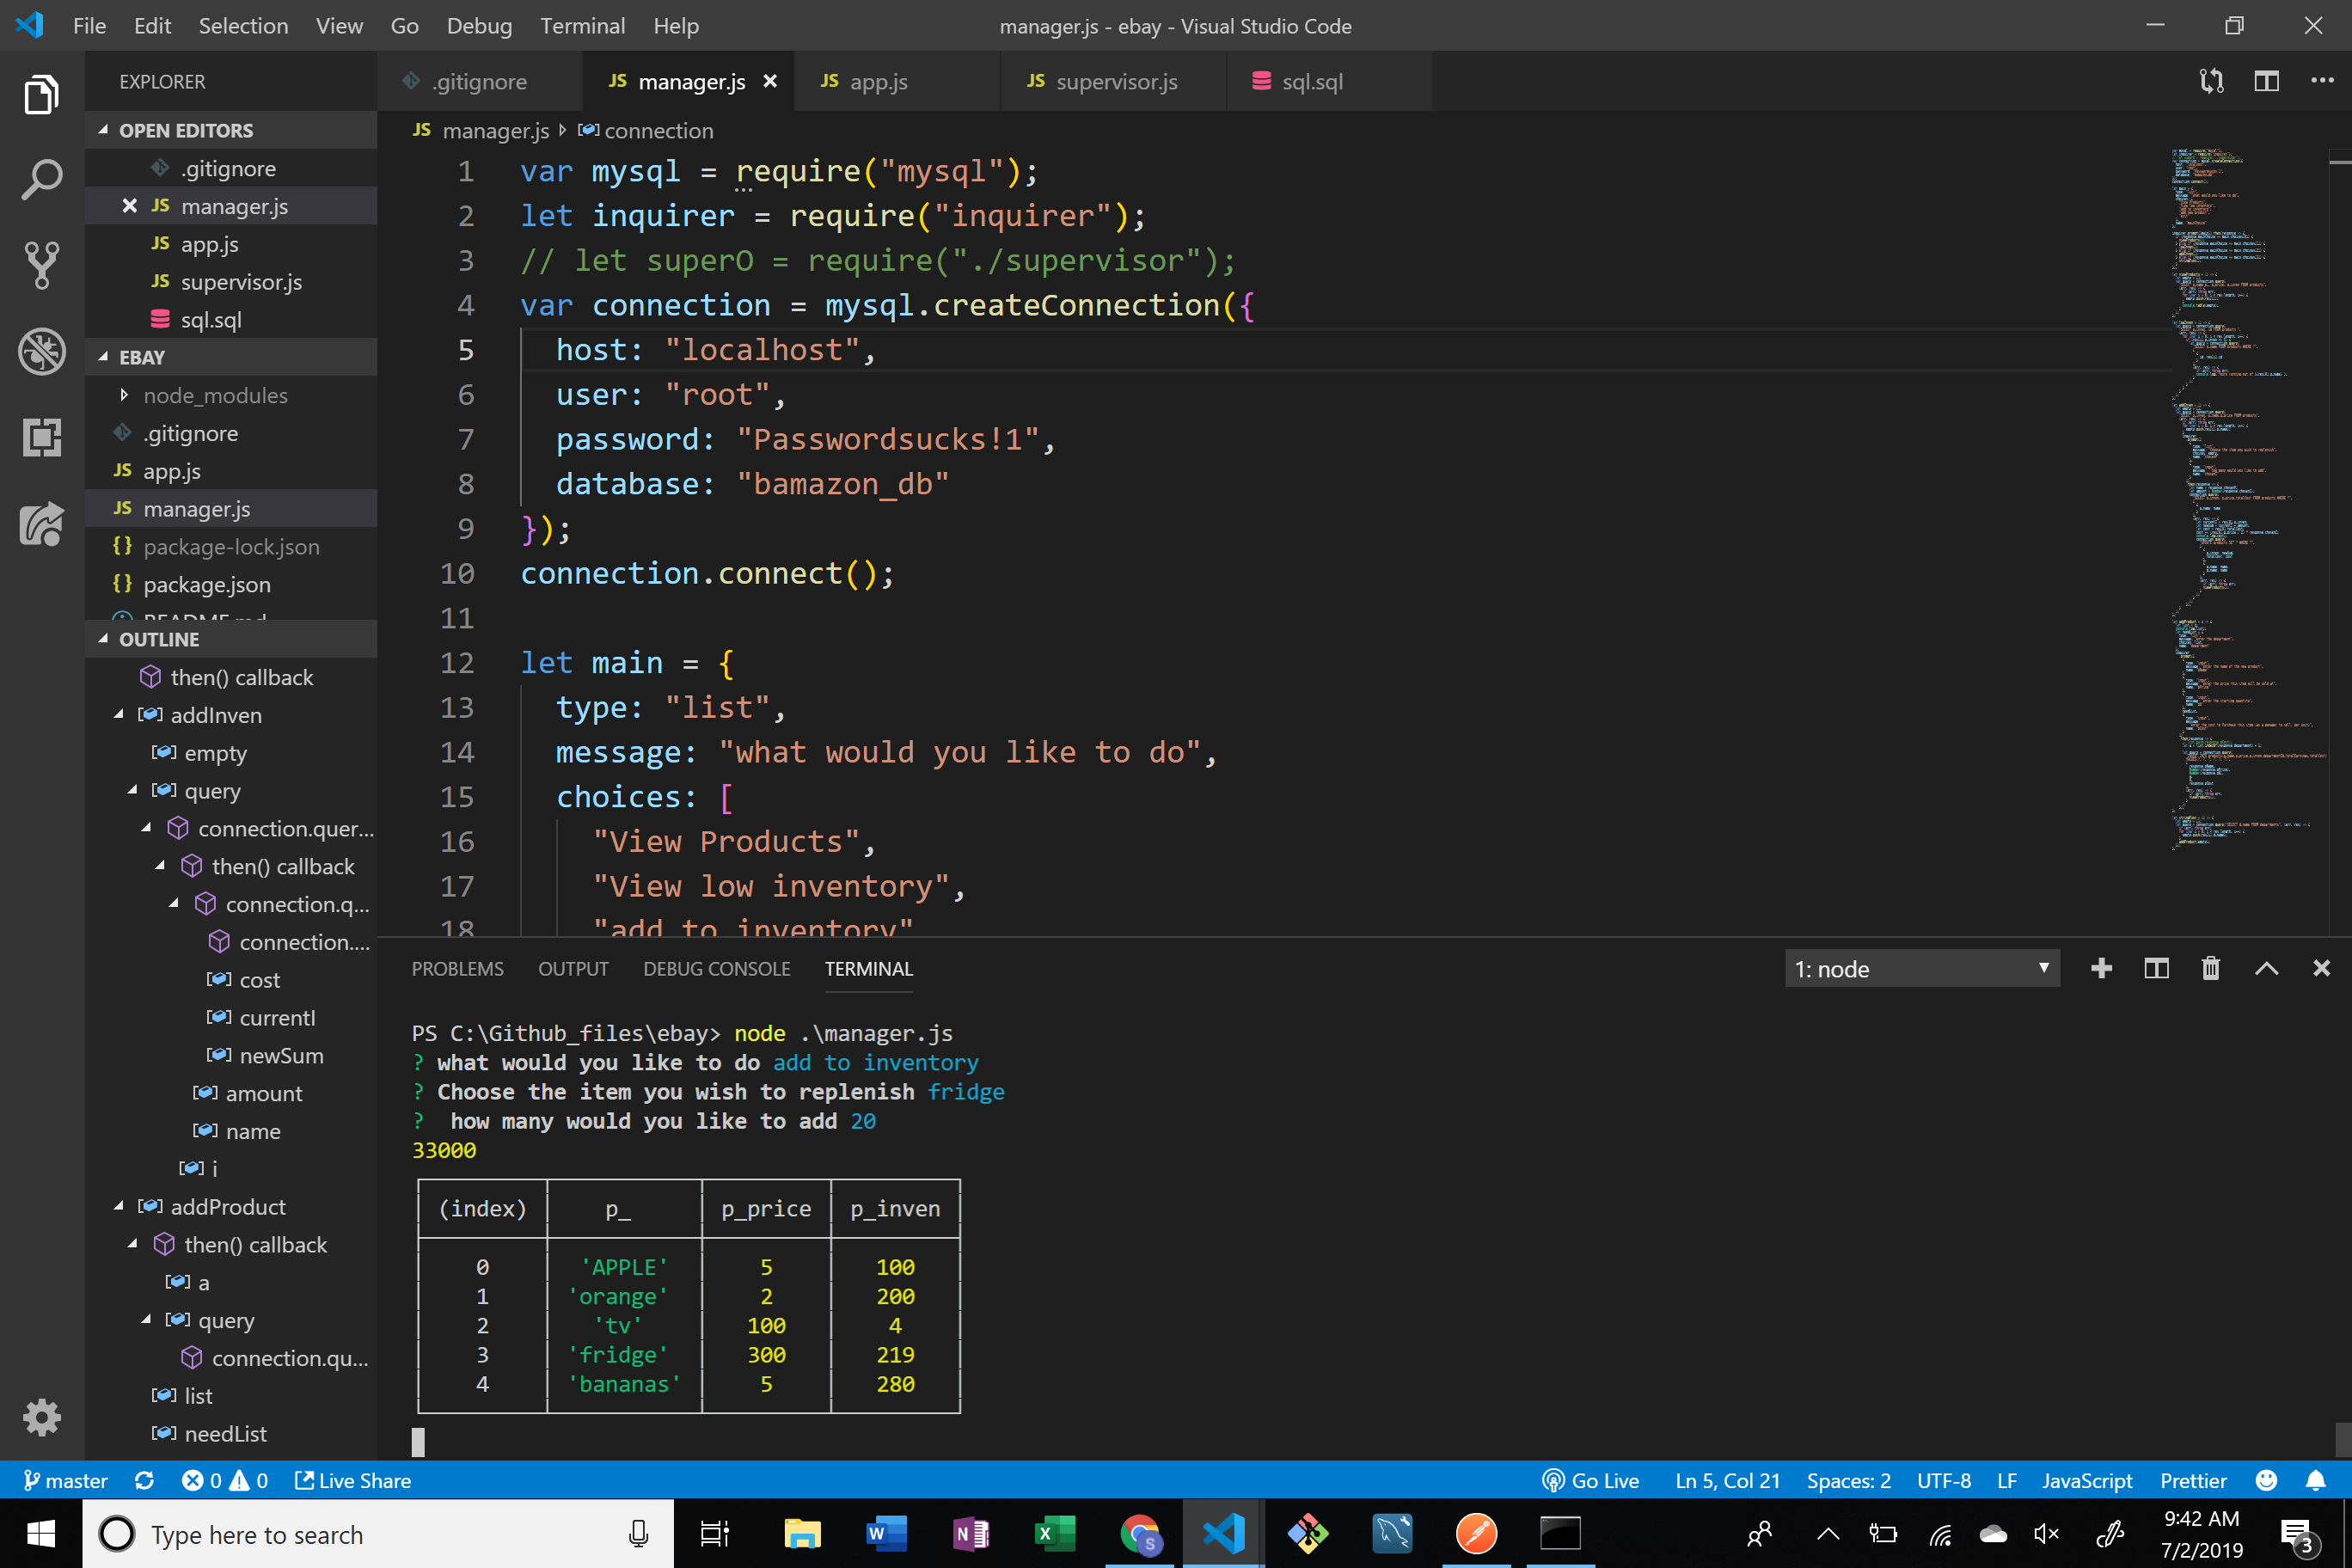 File Edit Selection View Go Debug Terminal Help
manager.js - ebay - Visual Studio Code
EXPLORER
OPEN EDITORS
.gitignore
JS manager.js
JS app.js
JS supervisor.js
sql.sql
EBAY
node_modules
.gitignore
JS app.js
JS manager.js
{} package-lock.json
{} package.json
README.md
OUTLINE
then() callback
addInven
empty
query
connection.quer...
then() callback
connection.q...
connection....
cost
currentI
newSum
amount
name
i
addProduct
then() callback
a
query
connection.qu...
list
needList
.gitignore
JS manager.js
JS app.js
JS supervisor.js
sql.sql
JS manager.js connection
1 var mysql = require("mysql");
2 let inquirer = require("inquirer");
3 // let superO = require("./supervisor");
4 var connection = mysql.createConnection({
5 host: "localhost",
6 user: "root",
7 password: "Passwordsucks!1",
8 database: "bamazon_db"
9 });
10 connection.connect();
11
12 let main = {
13 type: "list",
14 message: "what would you like to do",
15 choices: [
16 "View Products",
17 "View low inventory",
18 "add to inventory"
PROBLEMS OUTPUT DEBUG CONSOLE TERMINAL
1: node
PS C:\Github_files\ebay> node .\manager.js
? what would you like to do add to inventory
? Choose the item you wish to replenish fridge
? how many would you like to add 20
33000
(index) p_ p_price p_inven
0 'APPLE' 5 100
1 'orange' 2 200
2 'tv' 100 4
3 'fridge' 300 219
4 'bananas' 5 280
master 0 0 Live Share
Go Live Ln 5, Col 21 Spaces: 2 UTF-8 LF JavaScript Prettier
Type here to search
W
N
X
S
9:42 AM
7/2/2019
3